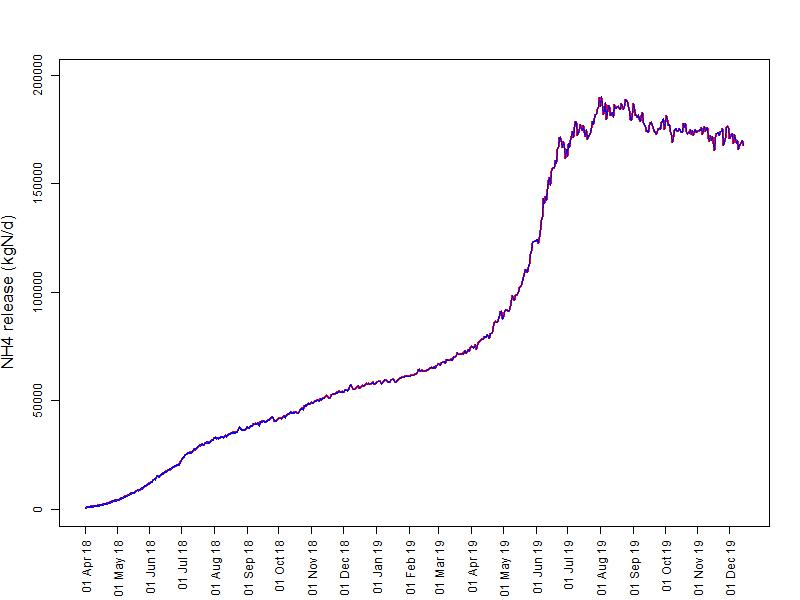 NH4 release (kgN/d)
200000
150000
100000
50000
0
01 Apr 18
01 May 18
01 Jun 18
01 Jul 18
01 Aug 18
01 Sep 18
01 Oct 18
01 Nov 18
01 Dec 18
01 Jan 19
01 Feb 19
01 Mar 19
01 Apr 19
01 May 19
01 Jun 19
01 Jul 19
01 Aug 19
01 Sep 19
01 Oct 19
01 Nov 19
01 Dec 19